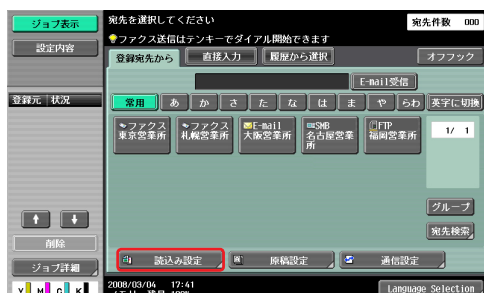 ジョブ表示
設定内容
登録元 状況
削除
ジョブ詳細
Y M C K
宛先を選択してください
宛先件数 000
ファクス送信はテンキーでダイアル開始できます
登録宛先から 直接入力 履歴から選択 オフフック
E-mail受信
常用 あ か さ た な は ま や らわ 英字に切換
ファクス
東京営業所
ファクス
札幌営業所
E-mail
大阪営業所
SMB
名古屋営業
所
FTP
福岡営業所
1/ 1
グループ
宛先検索
読込み設定 原稿設定 通信設定
2008/03/04 17:41
Language Selection